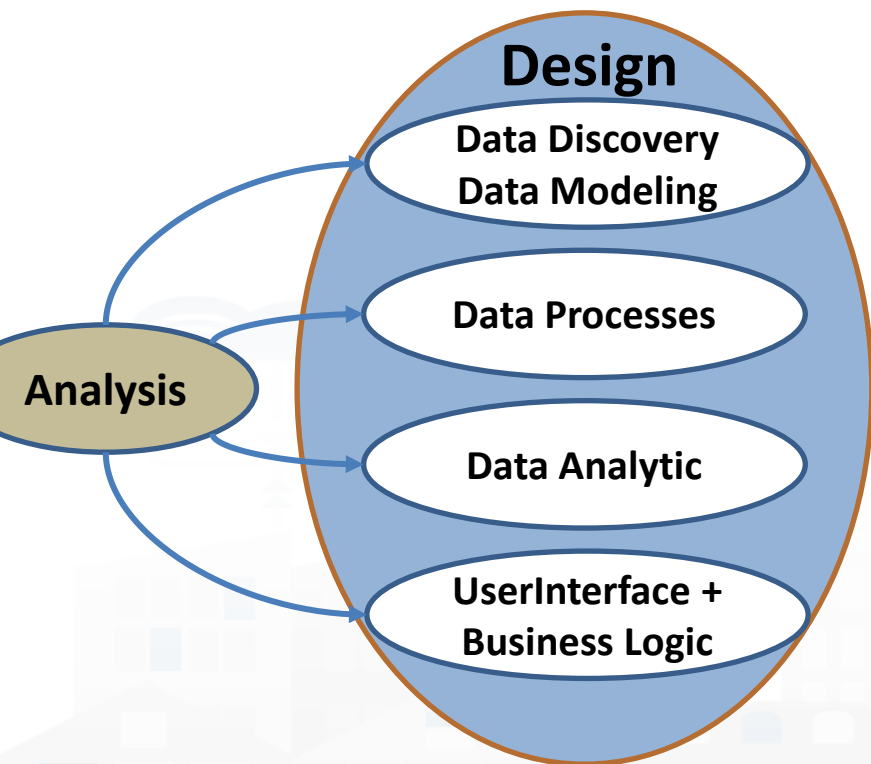 Design
Data Discovery
Data Modeling
Data Processes
Analysis
Data Analytic
UserInterface +
Business Logic